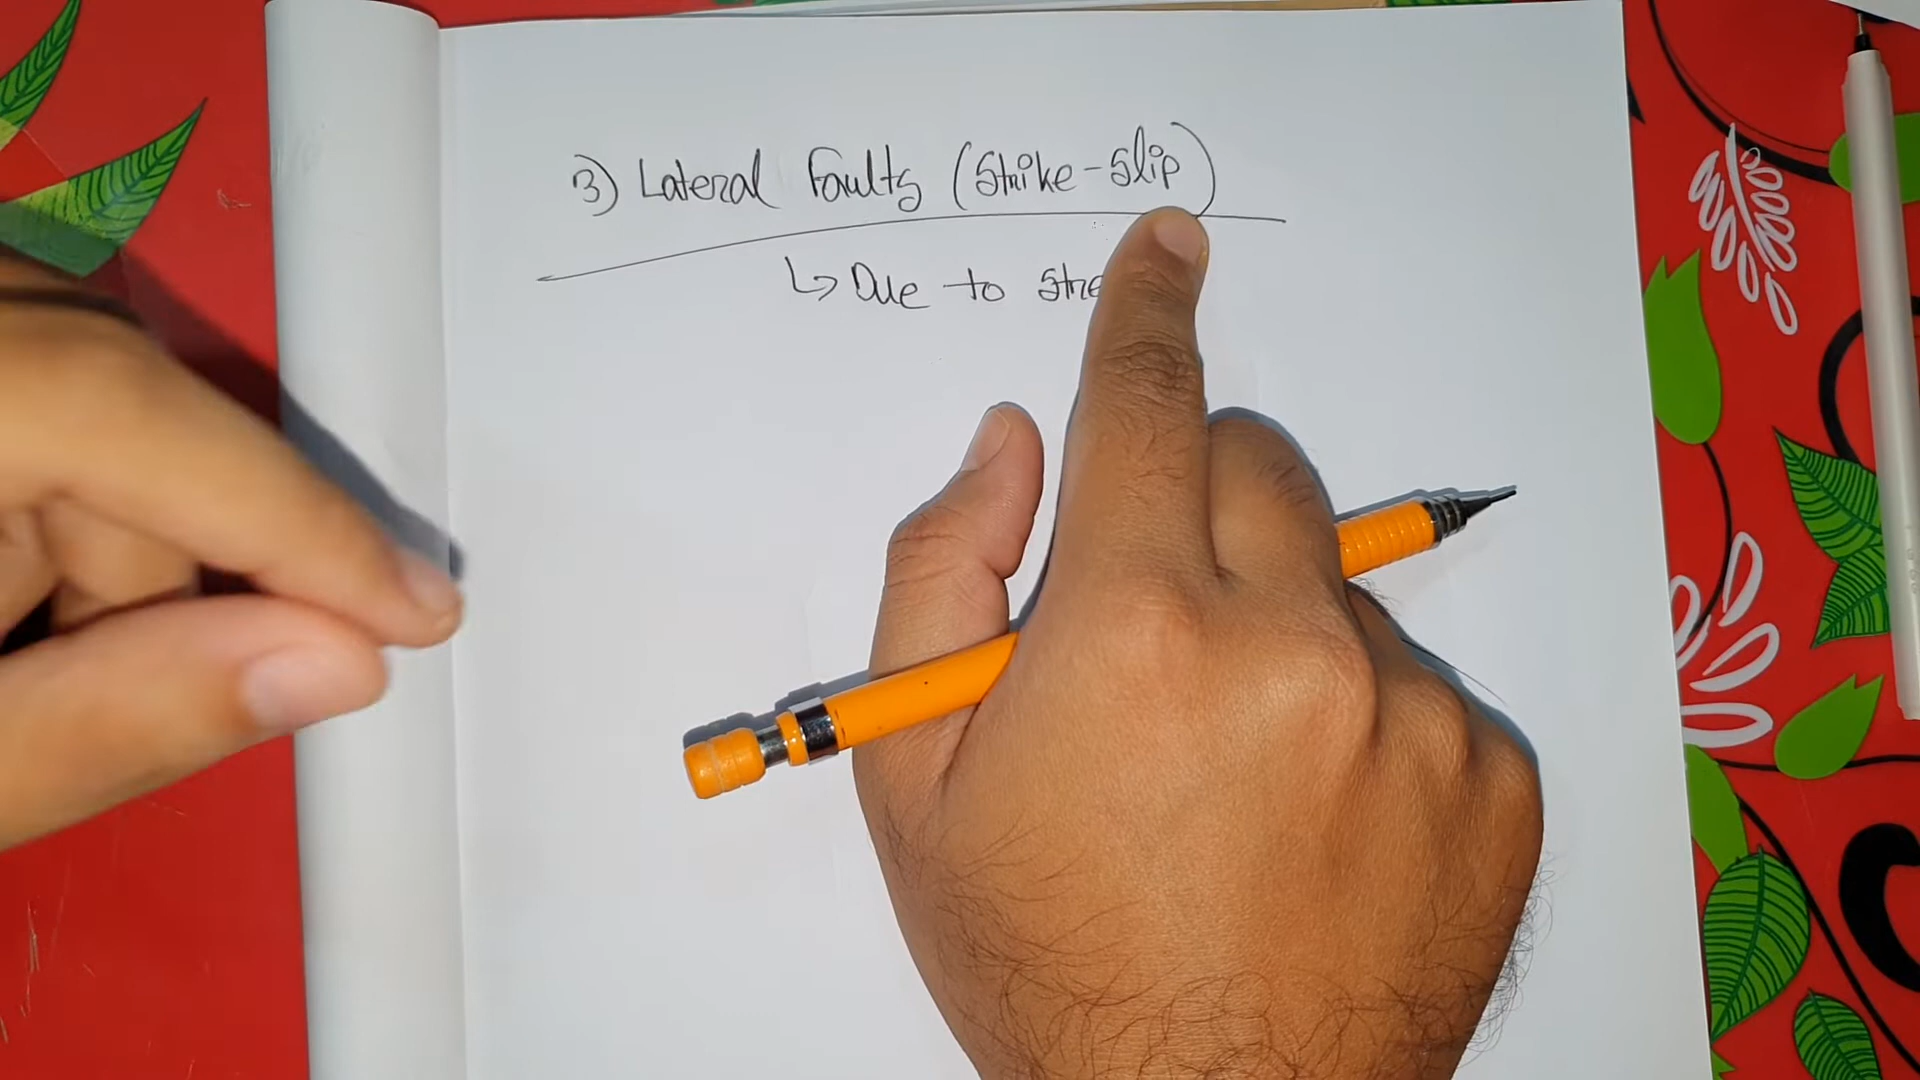 3) Lateral Faults (Strike-Slip)
↳ Due to